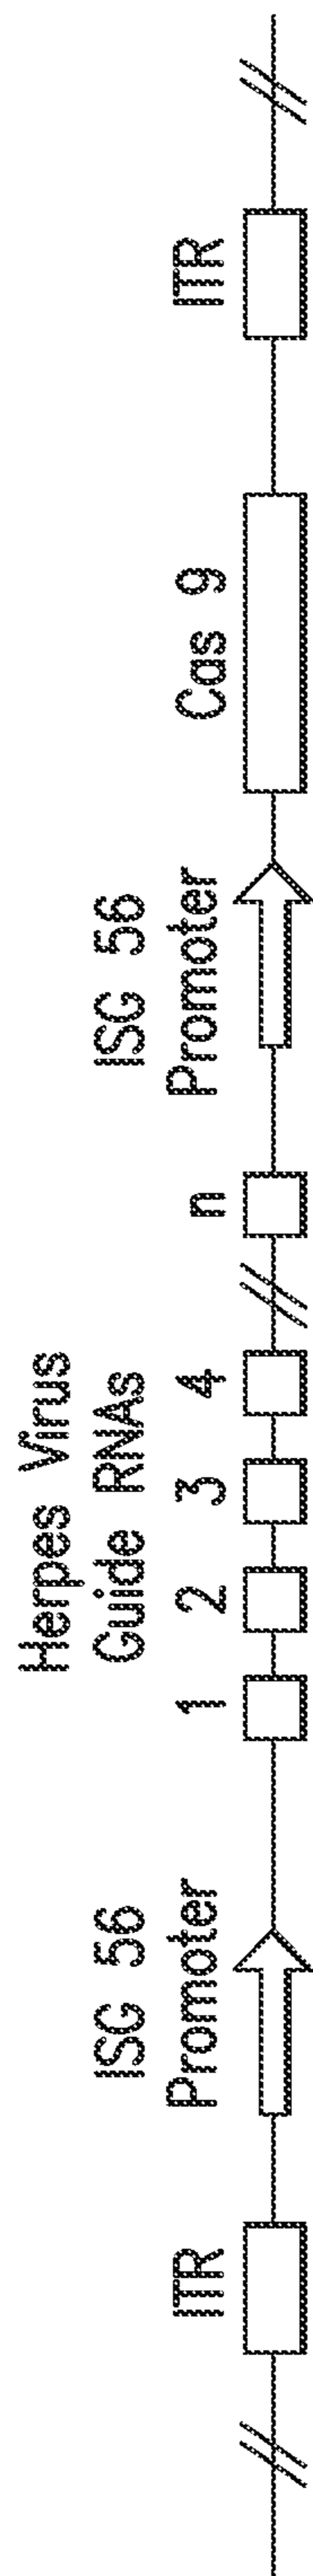 ITR
ISG 56
Promoter
Herpes Virus
Guide RNAs
1 2 3 4
n
ISG 56
Promoter
Cas 9
ITR